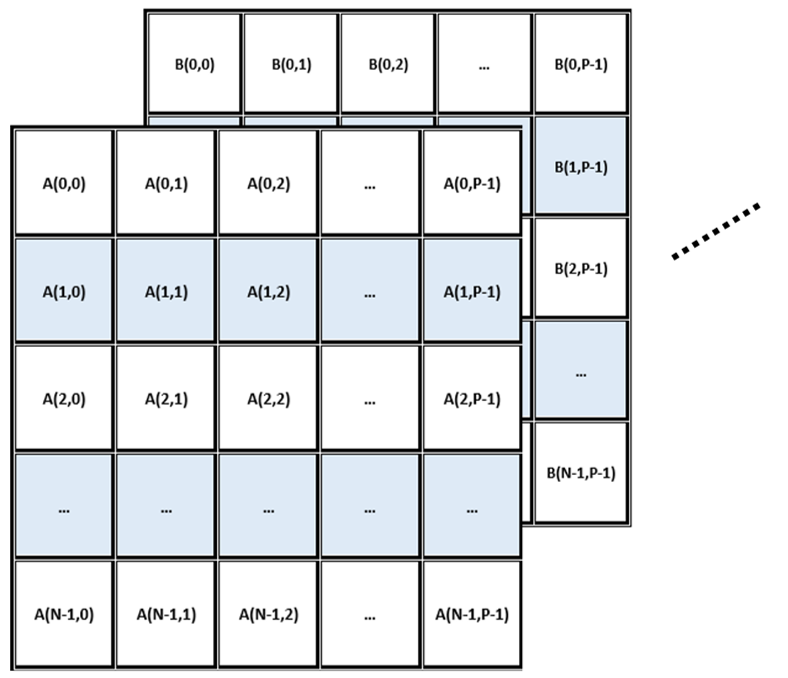 B(0,0) B(0,1) B(0,2) ... B(0,P-1)
B(1,P-1)
B(2,P-1)
...
B(N-1,P-1)
A(0,0) A(0,1) A(0,2) ... A(0,P-1)
A(1,0) A(1,1) A(1,2) ... A(1,P-1)
A(2,0) A(2,1) A(2,2) ... A(2,P-1)
... ... ... ... ...
A(N-1,0) A(N-1,1) A(N-1,2) ... A(N-1,P-1)